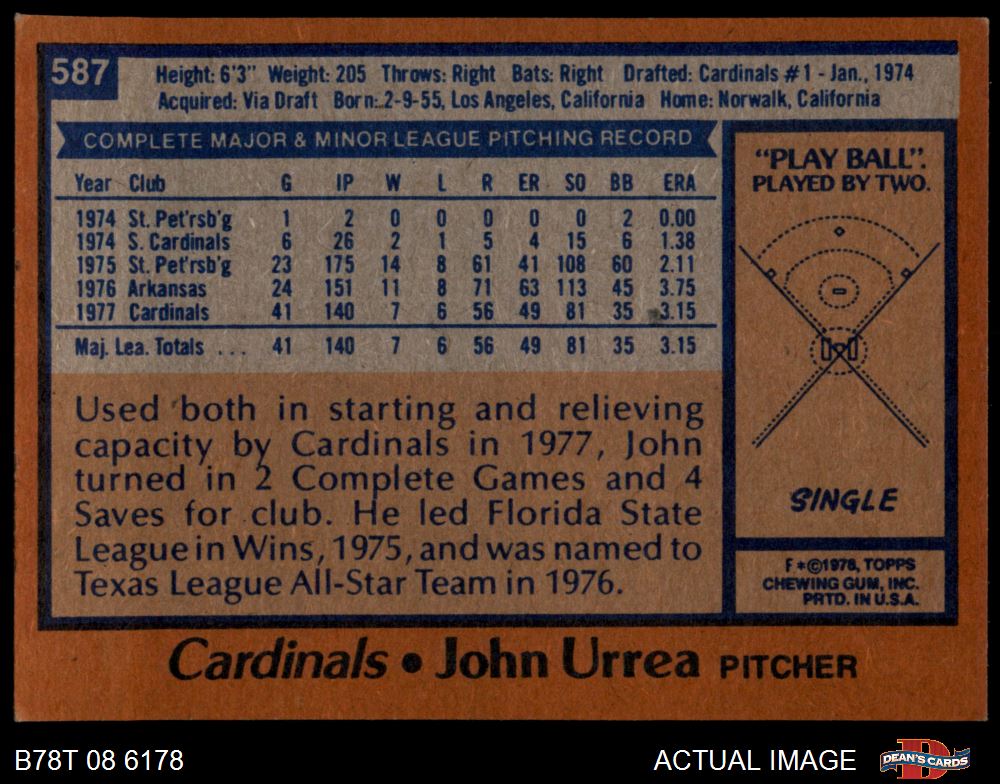 587
Height: 6'3" Weight: 205 Throws: Right Bats: Right Drafted: Cardinals #1 - Jan., 1974
Acquired: Via Draft Born: 2-9-55, Los Angeles, California Home: Norwalk, California
COMPLETE MAJOR & MINOR LEAGUE PITCHING RECORD
Year Club G IP W L R ER SO BB ERA
1974 St. Pet'rsb'g 1 2 0 0 0 0 0 2 0.00
1974 S. Cardinals 6 26 2 1 5 4 15 6 1.38
1975 St. Pet'rsb'g 23 175 14 8 61 41 108 60 2.11
1976 Arkansas 24 151 11 8 71 63 113 45 3.75
1977 Cardinals 41 140 7 6 56 49 81 35 3.15
Maj. Lea. Totals ... 41 140 7 6 56 49 81 35 3.15
Used both in starting and relieving
capacity by Cardinals in 1977, John
turned in 2 Complete Games and 4
Saves for club. He led Florida State
League in Wins, 1975, and was named to
Texas League All-Star Team in 1976.
"PLAY BALL".
PLAYED BY TWO.
SINGLE
F*©1978, TOPPS
CHEWING GUM, INC.
PRTD. IN U.S.A.
Cardinals • John Urrea PITCHER
B78T 08 6178
ACTUAL IMAGE
D
DEAN'S CARDS